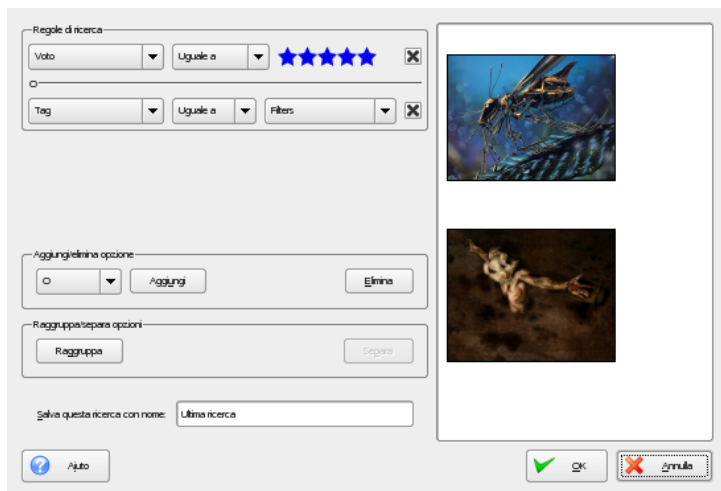 Regole di ricerca
Voto Uguale a
O
Tag Uguale a Filters
Aggiungi/elimina opzione
O Aggiungi Elimina
Raggruppa/separa opzioni
Raggruppa Separa
Salva questa ricerca con nome: Ultima ricerca
Aiuto OK Annulla